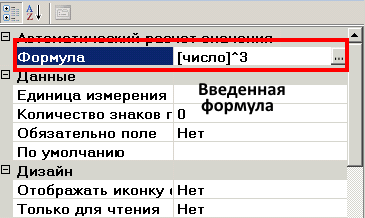 Автоматический расчет значения
Формула [число]^3 ...
Данные
Единица измерения
Количество знаков г 0
Обязательно поле Нет
По умолчанию
Введенная
формула
Дизайн
Отображать иконку Нет
Только для чтения Нет